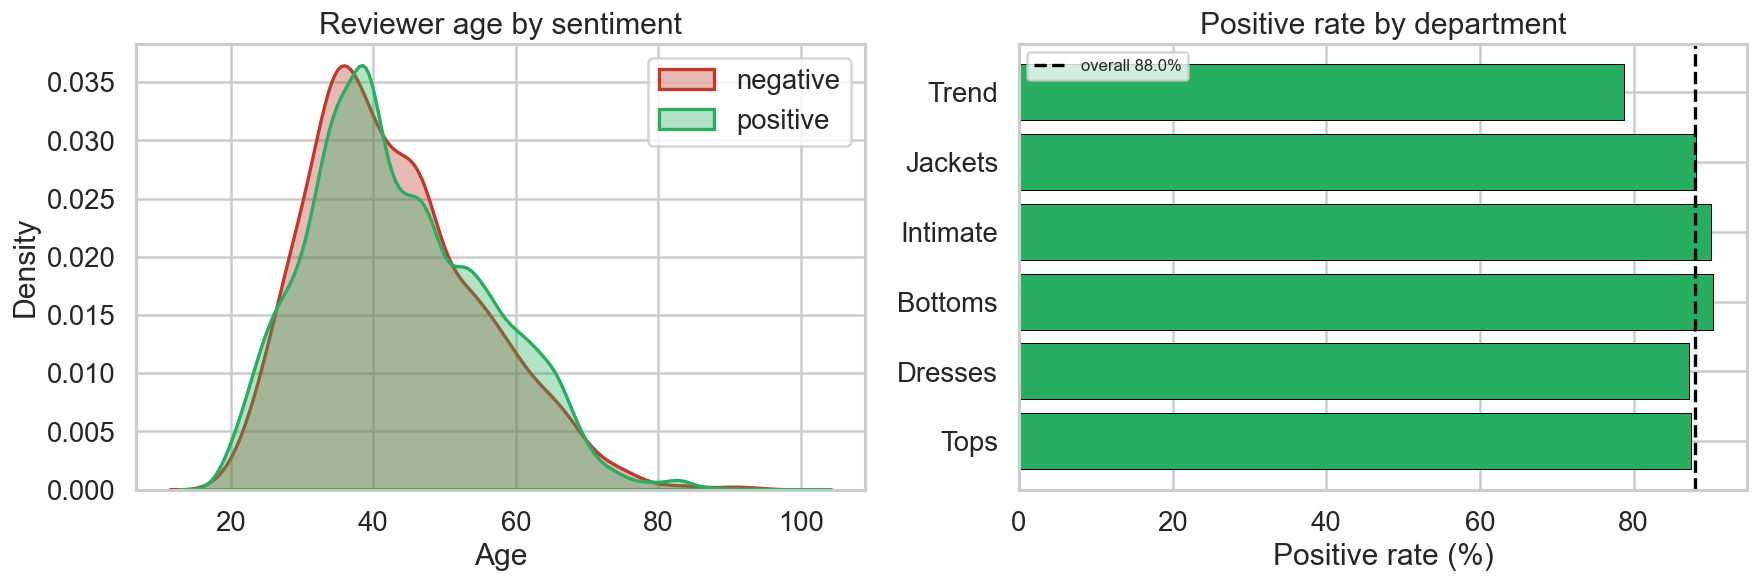 Reviewer age by sentiment
negative
positive
0.035
0.030
0.025
0.020
0.015
0.010
0.005
0.000
Density
20
40
60
80
100
Age
Positive rate by department
overall 88.0%
Trend
Jackets
Intimate
Bottoms
Dresses
Tops
0
20
40
60
80
Positive rate (%)